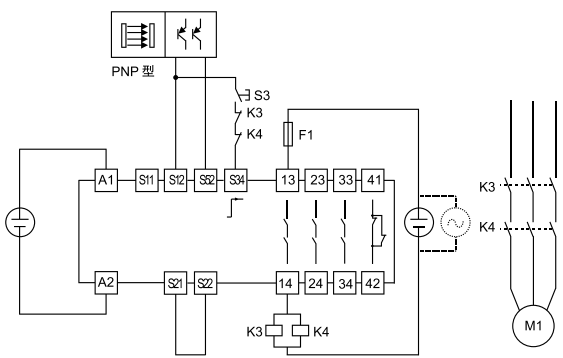 PNP 型
S3
K3
K4
F1
A1 S11 S12 S52 S34 13 23 33 41
K3
K4
A2 S21 S22 14 24 34 42
K3 K4
M1